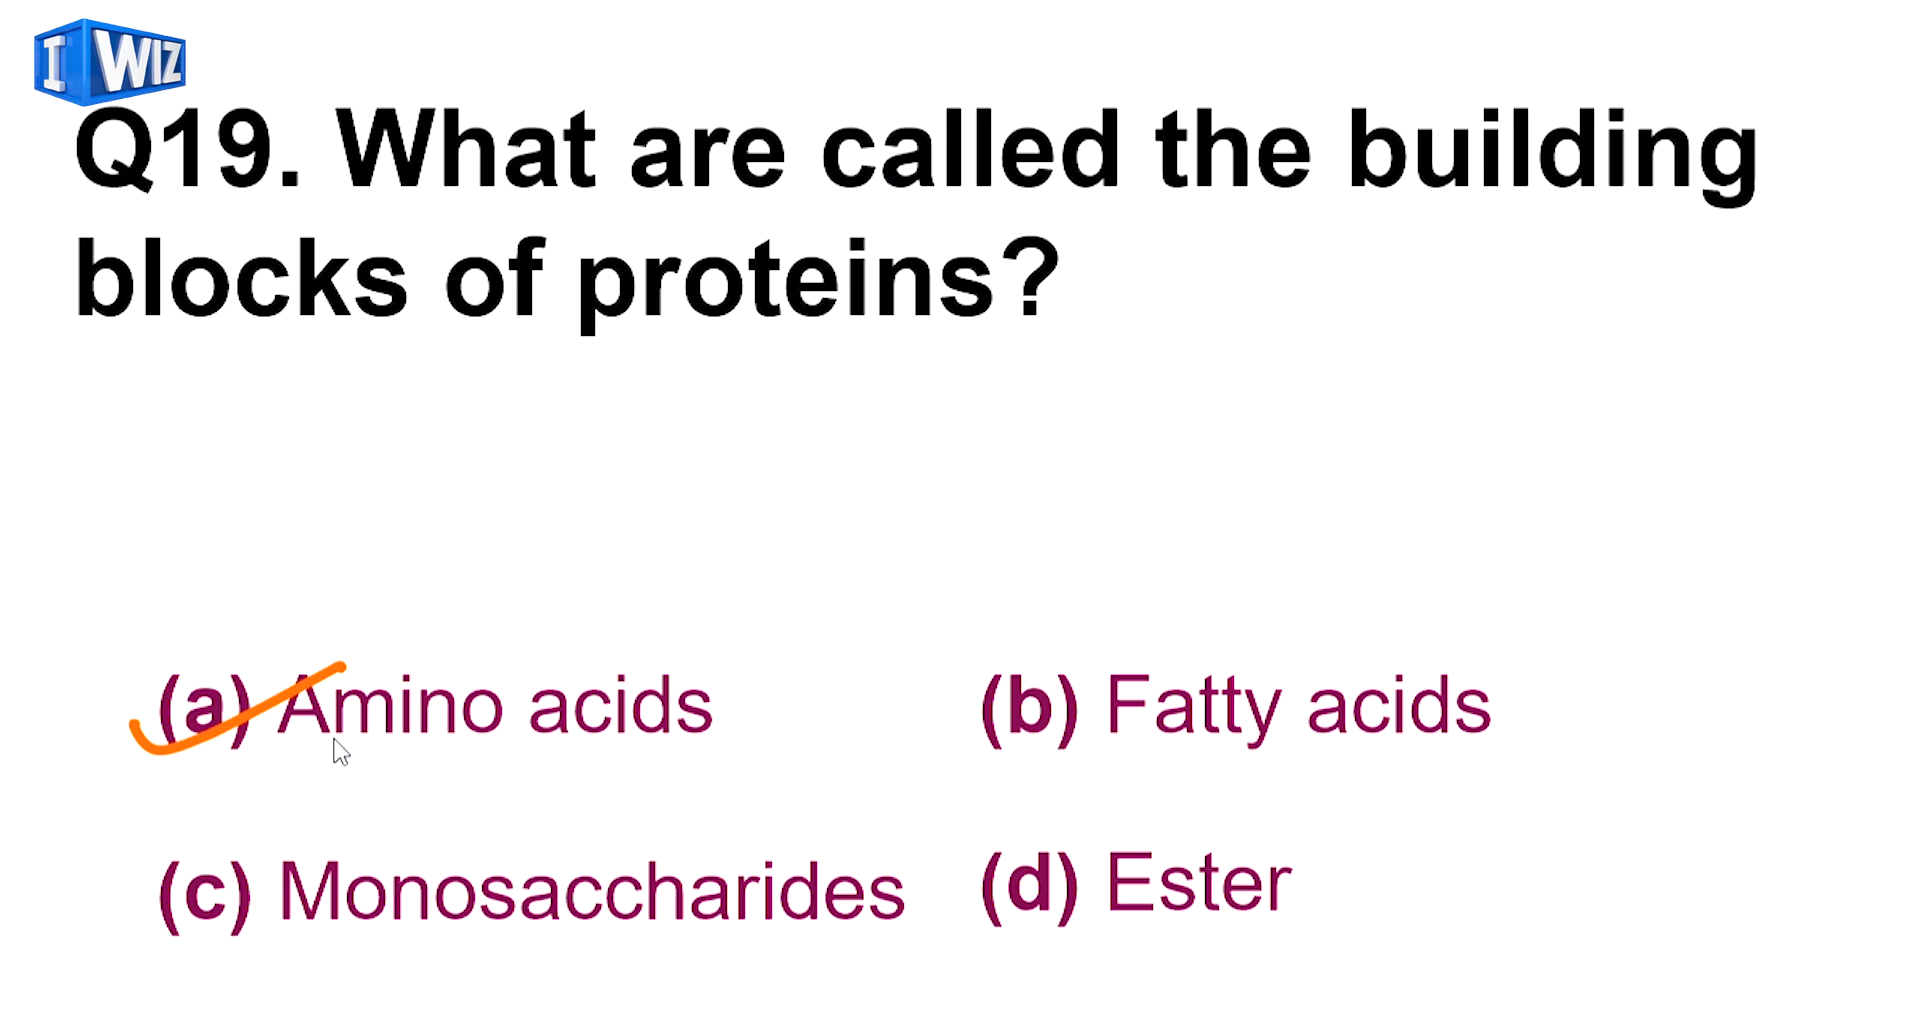 I WIZ
Q19. What are called the building
blocks of proteins?
(a) Amino acids
(b) Fatty acids
(c) Monosaccharides
(d) Ester